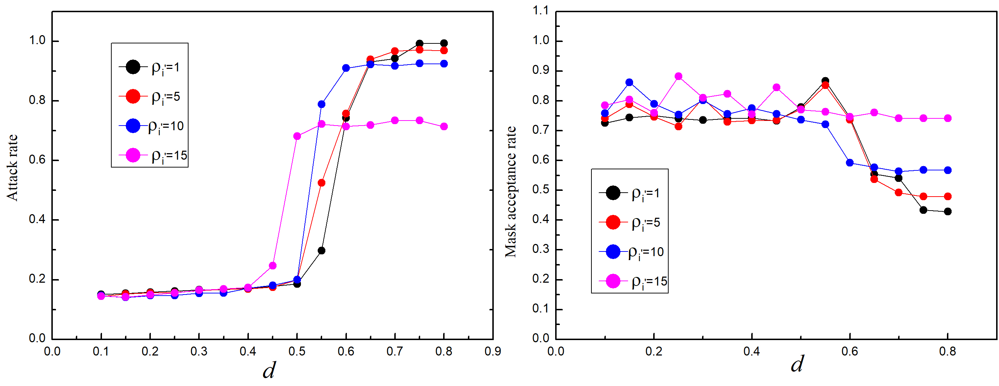 1.0
0.8
0.6
0.4
0.2
0.0
Attack rate
ρi'=1
ρi'=5
ρi'=10
ρi'=15
0.0 0.1 0.2 0.3 0.4 0.5 0.6 0.7 0.8 0.9
d
1.1
1.0
0.9
0.8
0.7
0.6
0.5
0.4
0.3
0.2
0.1
0.0
Mask acceptance rate
ρi'=1
ρi'=5
ρi'=10
ρi'=15
0.0 0.2 0.4 0.6 0.8
d